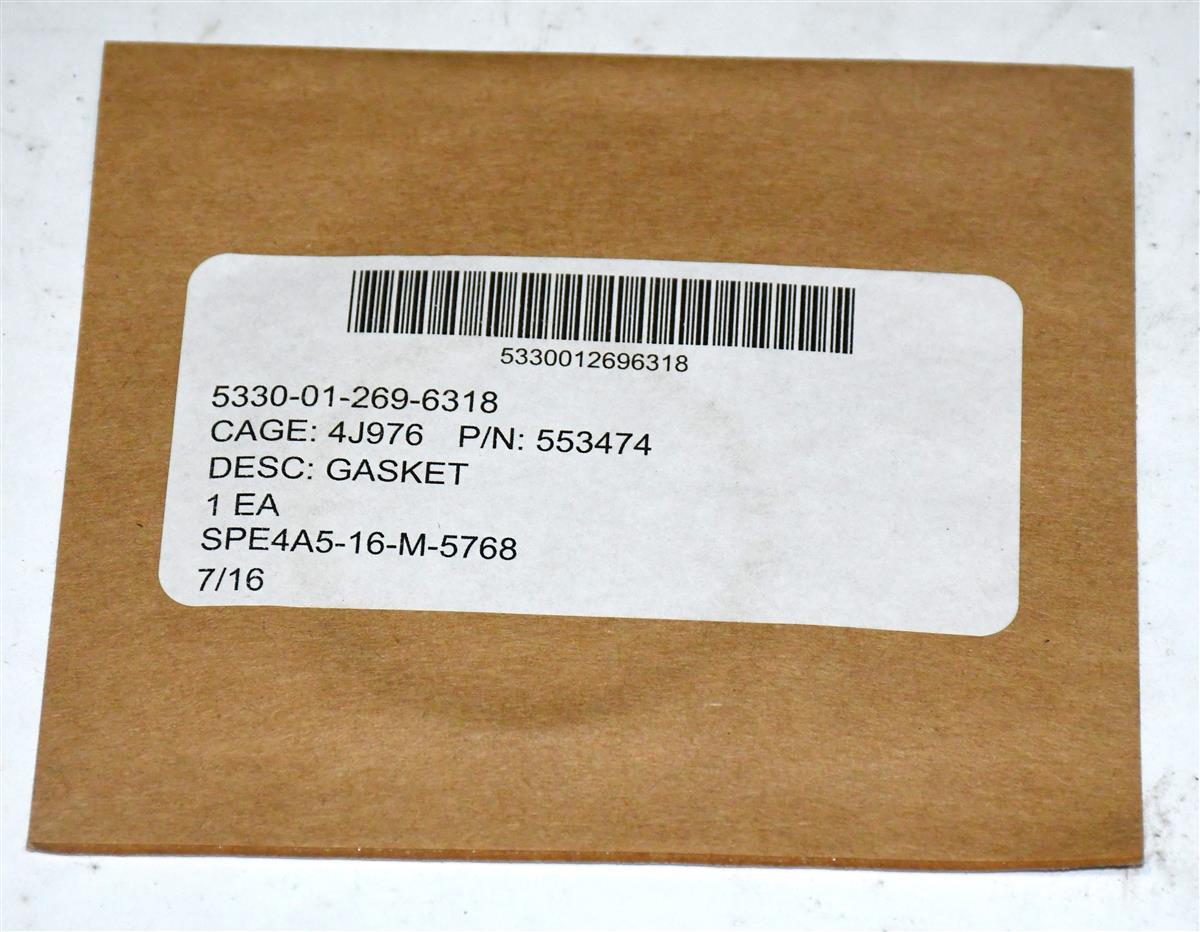 5330012696318
5330-01-269-6318
CAGE: 4J976 P/N: 553474
DESC: GASKET
1 EA
SPE4A5-16-M-5768
7/16